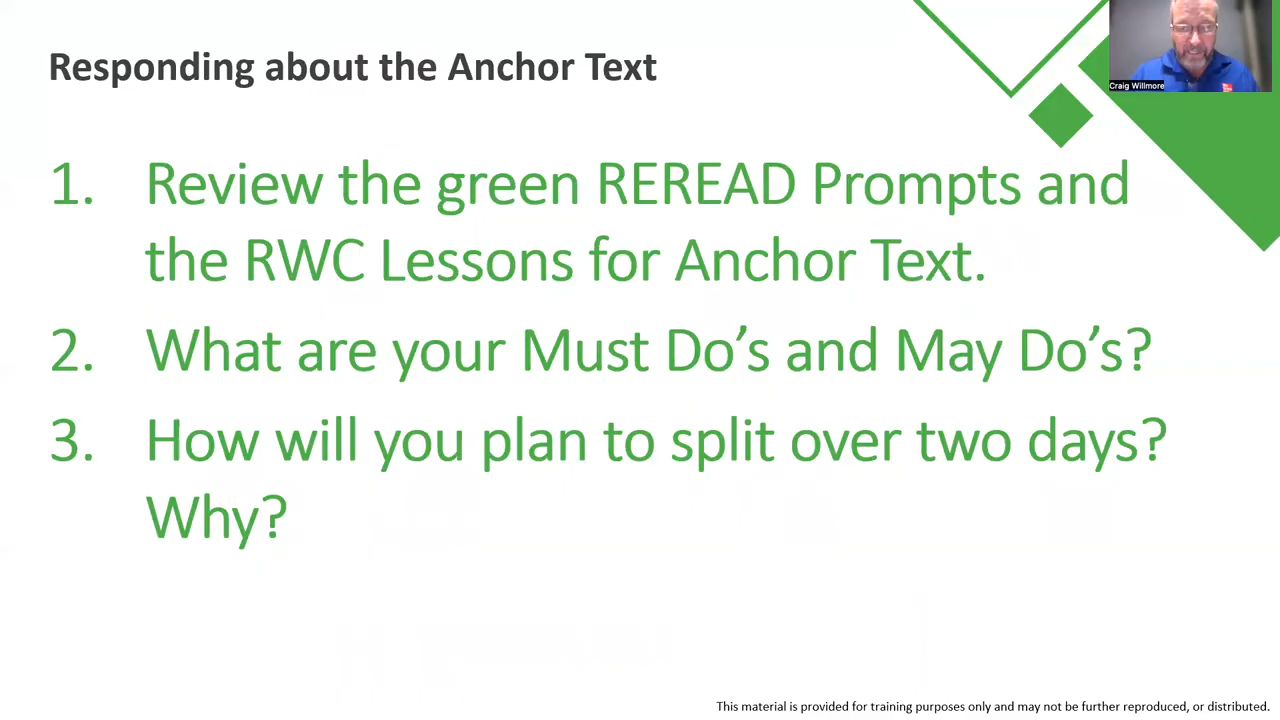 Responding about the Anchor Text
Craig Willmore
1. Review the green REREAD Prompts and
the RWC Lessons for Anchor Text.
2. What are your Must Do’s and May Do’s?
3. How will you plan to split over two days?
Why?
This material is provided for training purposes only and may not be further reproduced, or distributed.